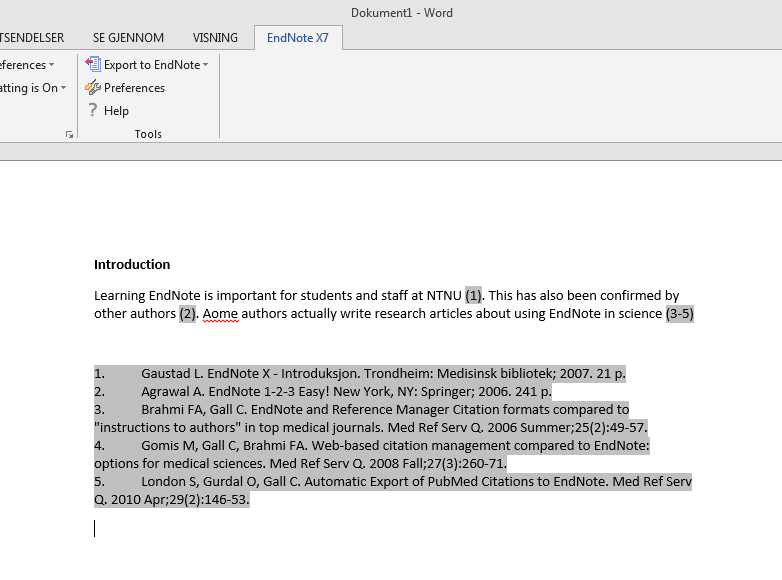 Dokument1 - Word
TSENDELSER SE GJENNOM VISNING EndNote X7
eferences Export to EndNote
atting is On Preferences
Help
Tools
Introduction
Learning EndNote is important for students and staff at NTNU (1). This has also been confirmed by
other authors (2). Aome authors actually write research articles about using EndNote in science (3-5)
1. Gaustad L. EndNote X - Introduksjon. Trondheim: Medisinsk bibliotek; 2007. 21 p.
2. Agrawal A. EndNote 1-2-3 Easy! New York, NY: Springer; 2006. 241 p.
3. Brahmi FA, Gall C. EndNote and Reference Manager Citation formats compared to
"instructions to authors" in top medical journals. Med Ref Serv Q. 2006 Summer;25(2):49-57.
4. Gomis M, Gall C, Brahmi FA. Web-based citation management compared to EndNote:
options for medical sciences. Med Ref Serv Q. 2008 Fall;27(3):260-71.
5. London S, Gurdal O, Gall C. Automatic Export of PubMed Citations to EndNote. Med Ref Serv
Q. 2010 Apr;29(2):146-53.